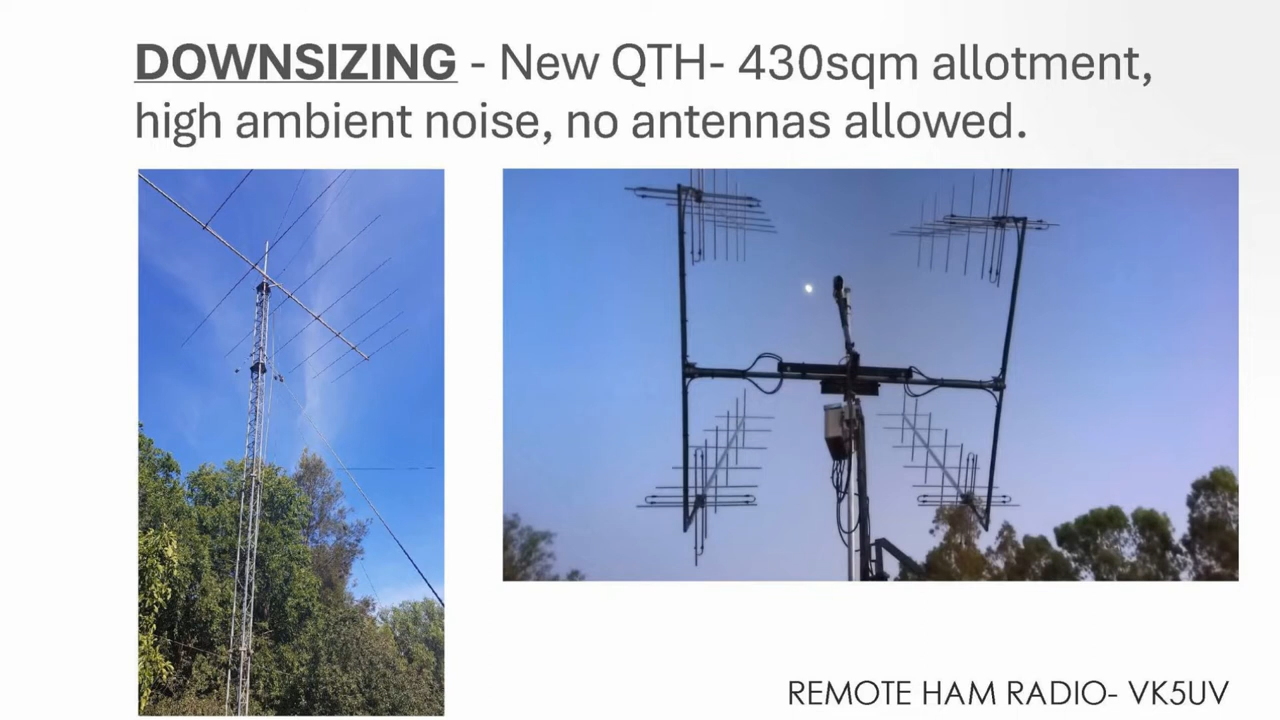 DOWNSIZING - New QTH- 430sqm allotment,
high ambient noise, no antennas allowed.
REMOTE HAM RADIO- VK5UV